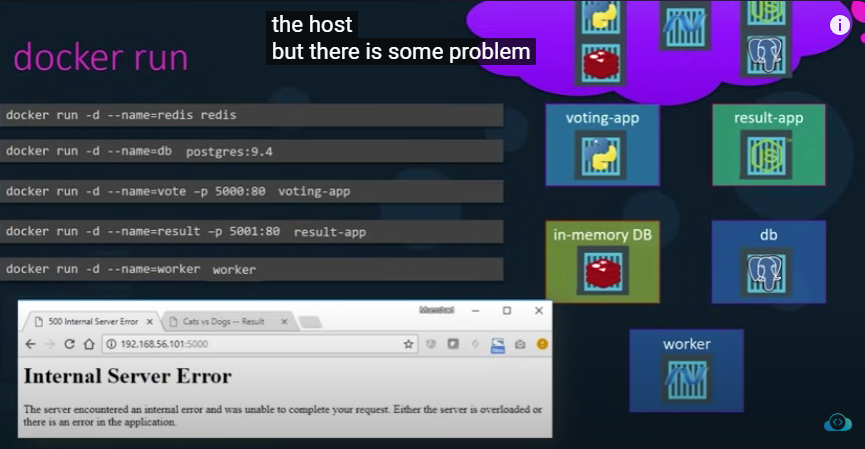 the host
but there is some problem
docker run
docker run -d --name=redis redis
docker run -d --name=db postgres:9.4
docker run -d --name=vote -p 5000:80 voting-app
docker run -d --name=result -p 5001:80 result-app
docker run -d --name=worker worker
voting-app
result-app
in-memory DB
db
worker
500 Internal Server Error
Cats vs Dogs -- Result
192.168.56.101:5000
Internal Server Error
The server encountered an internal error and was unable to complete your request. Either the server is overloaded or
there is an error in the application.